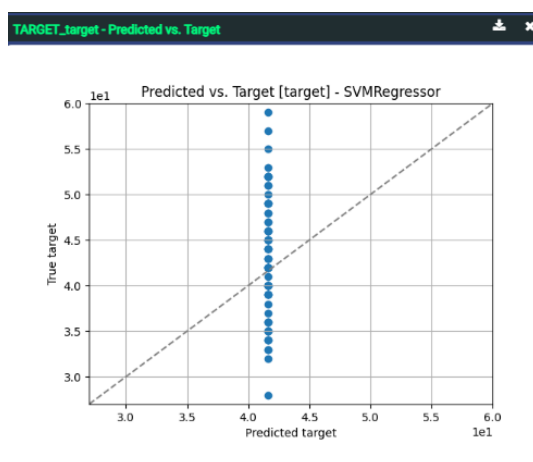 TARGET_target - Predicted vs. Target
Predicted vs. Target [target] - SVMRegressor
1e1
6.0
5.5
5.0
4.5
4.0
3.5
3.0
True target
3.0 3.5 4.0 4.5 5.0 5.5 6.0
Predicted target
1e1